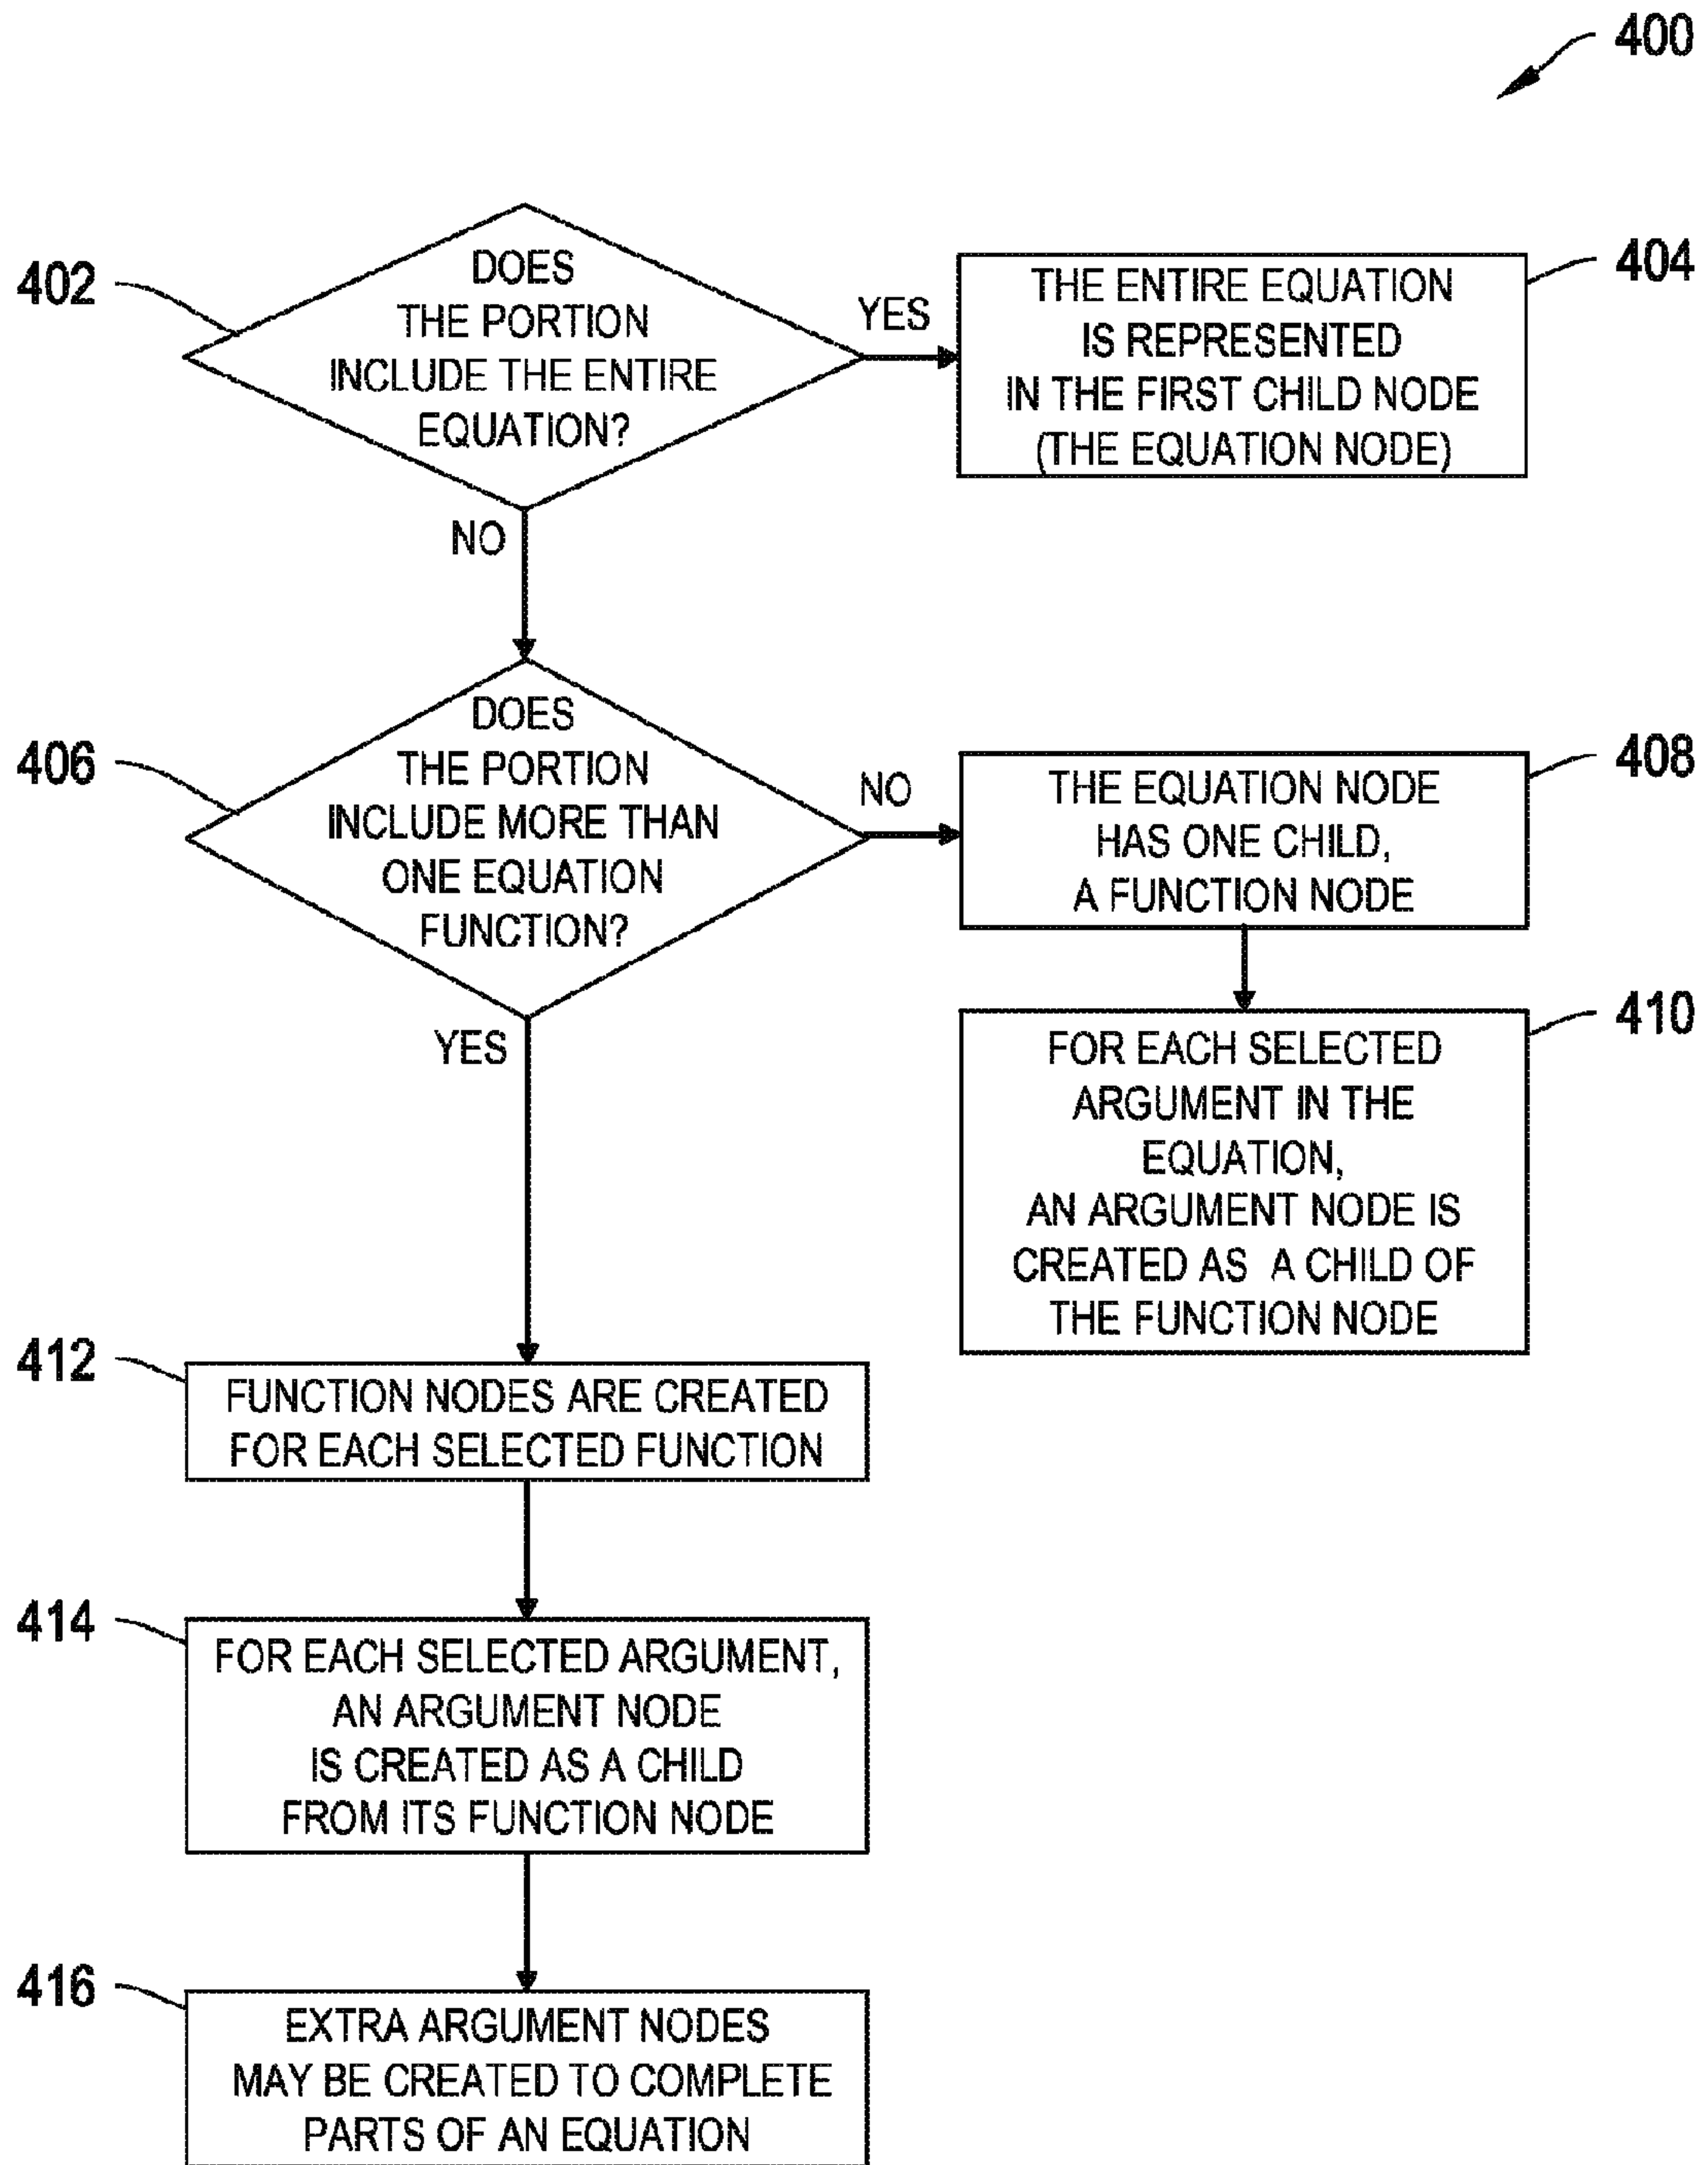 400
402
DOES
THE PORTION
INCLUDE THE ENTIRE
EQUATION?
YES
404
THE ENTIRE EQUATION
IS REPRESENTED
IN THE FIRST CHILD NODE
(THE EQUATION NODE)
NO
406
DOES
THE PORTION
INCLUDE MORE THAN
ONE EQUATION
FUNCTION?
NO
408
THE EQUATION NODE
HAS ONE CHILD,
A FUNCTION NODE
410
FOR EACH SELECTED
ARGUMENT IN THE
EQUATION,
AN ARGUMENT NODE IS
CREATED AS A CHILD OF
THE FUNCTION NODE
YES
412
FUNCTION NODES ARE CREATED
FOR EACH SELECTED FUNCTION
414
FOR EACH SELECTED ARGUMENT,
AN ARGUMENT NODE
IS CREATED AS A CHILD
FROM ITS FUNCTION NODE
416
EXTRA ARGUMENT NODES
MAY BE CREATED TO COMPLETE
PARTS OF AN EQUATION